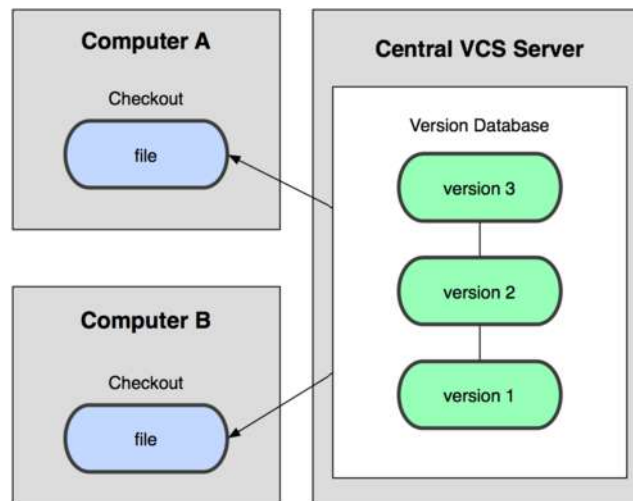 Computer A
Checkout
file
Computer B
Checkout
file
Central VCS Server
Version Database
version 3
version 2
version 1